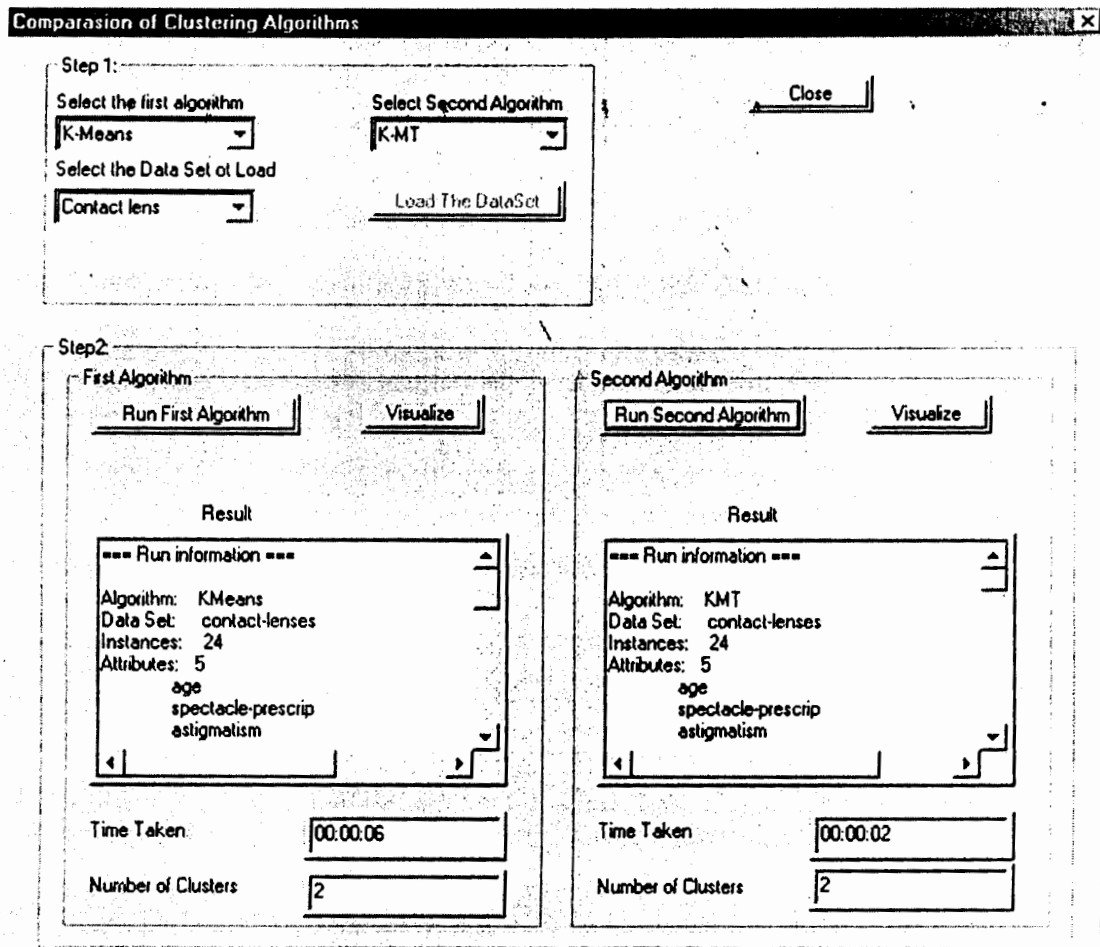 Comparasion of Clustering Algorithms
Step 1:
Select the first algorithm
K-Means
Select Second Algorithm
K-MT
Close
Select the Data Set ot Load
Contact lens
Load The DataSet
Step2:
First Algorithm
Run First Algorithm
Visualize
Result
=== Run information ===
Algorithm: KMeans
Data Set: contact-lenses
Instances: 24
Attributes: 5
age
spectacle-prescrip
astigmatism
Time Taken
00:00:06
Number of Clusters
2
Second Algorithm
Run Second Algorithm
Visualize
Result
=== Run information ===
Algorithm: KMT
Data Set: contact-lenses
Instances: 24
Attributes: 5
age
spectacle-prescrip
astigmatism
Time Taken
00:00:02
Number of Clusters
2